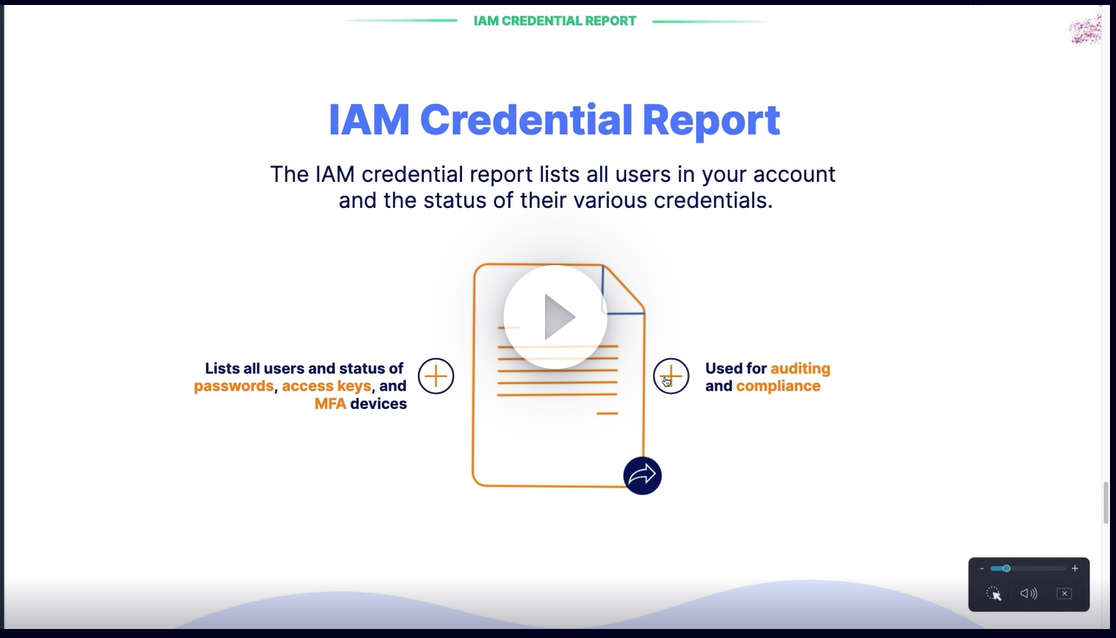 IAM CREDENTIAL REPORT
IAM Credential Report
The IAM credential report lists all users in your account
and the status of their various credentials.
Lists all users and status of
passwords, access keys, and
MFA devices
Used for auditing
and compliance